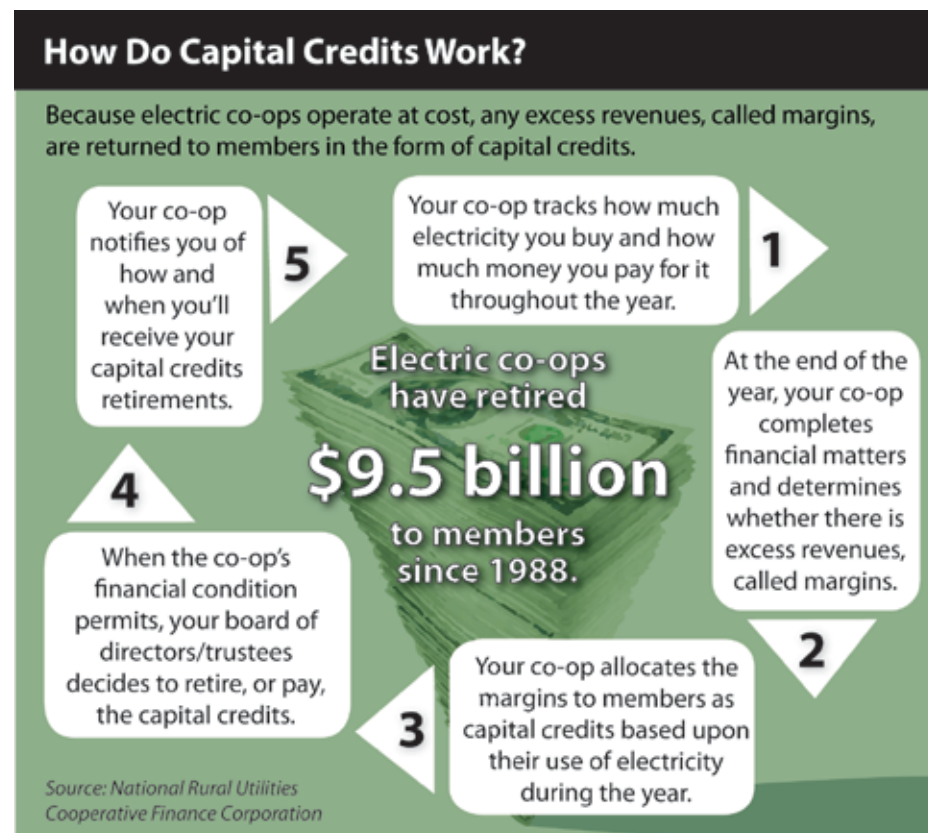 How Do Capital Credits Work?
Because electric co-ops operate at cost, any excess revenues, called margins,
are returned to members in the form of capital credits.
Your co-op tracks how much
electricity you buy and how
much money you pay for it
throughout the year.
1
At the end of the
year, your co-op
completes
financial matters
and determines
whether there is
excess revenues,
called margins.
2
Your co-op allocates the
margins to members as
capital credits based upon
their use of electricity
during the year.
3
When the co-op's
financial condition
permits, your board of
directors/trustees
decides to retire, or pay,
the capital credits.
4
Your co-op
notifies you of
how and
when you'll
receive your
capital credits
retirements.
5
Electric co-ops
have retired
$9.5 billion
to members
since 1988.
Source: National Rural Utilities
Cooperative Finance Corporation